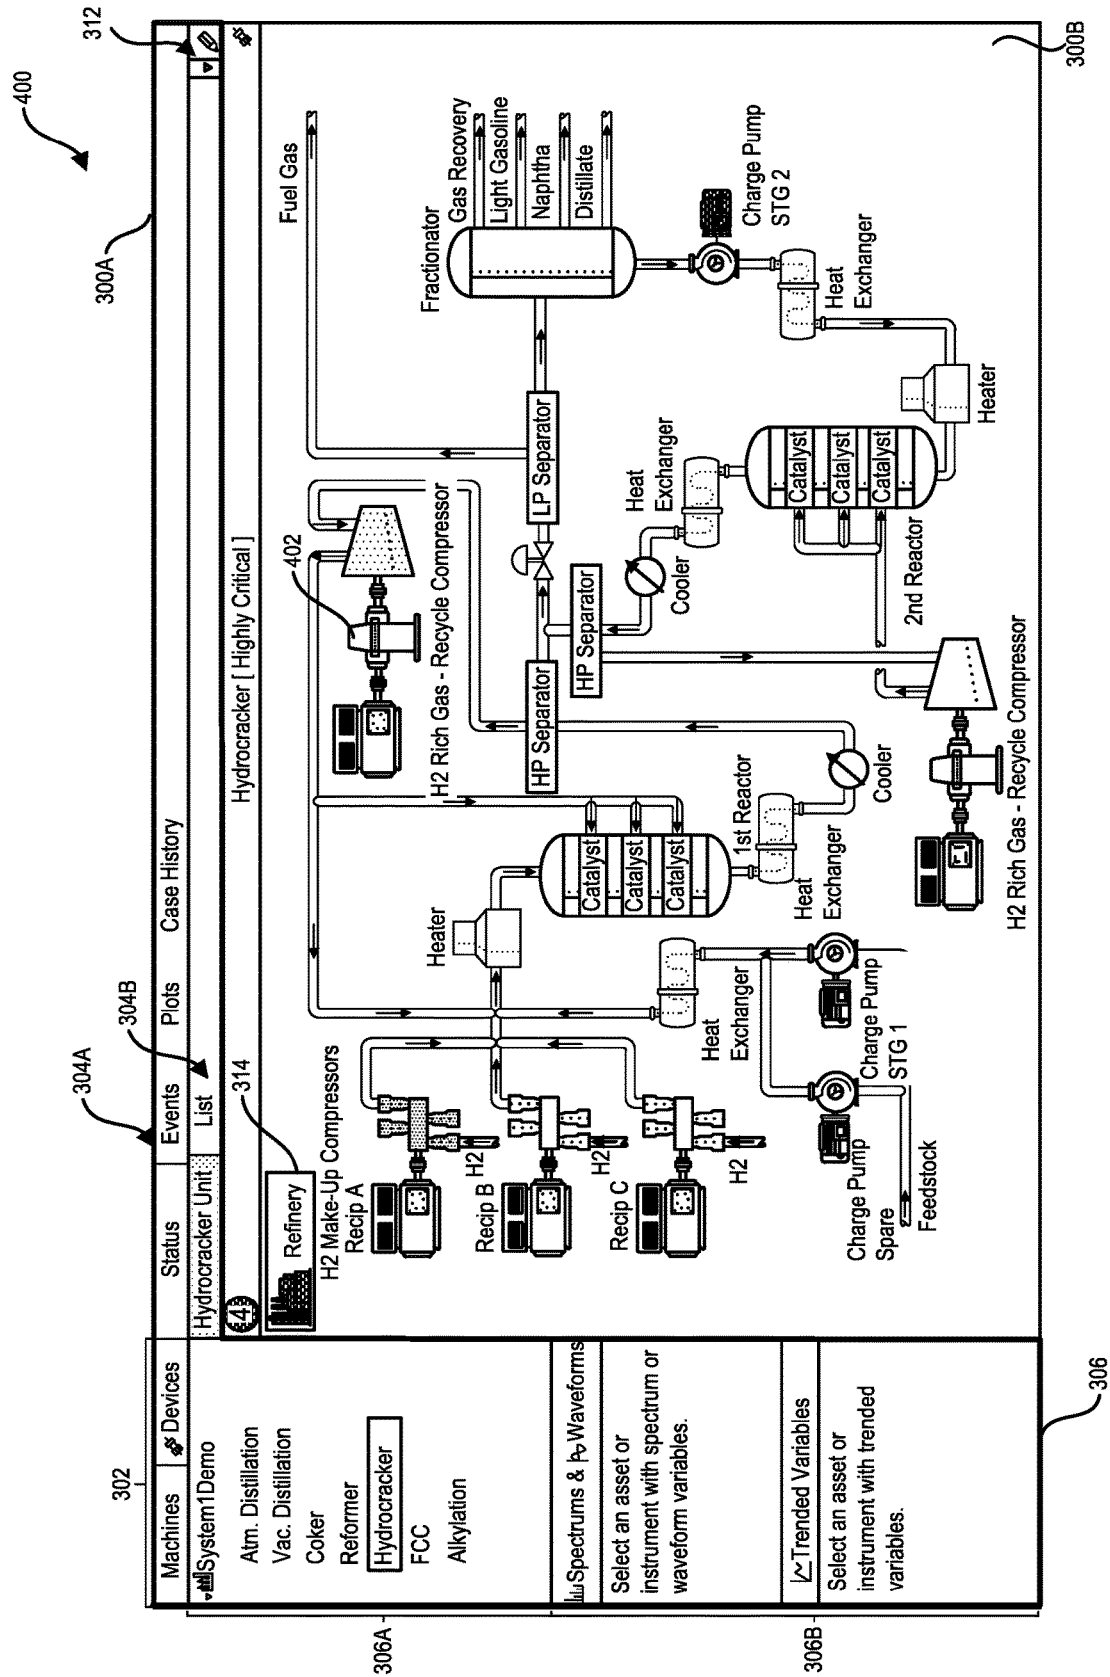 400
300A
312
302
304A
304B
314
Machines
Devices
Status
Events
Plots
Case History
Hydrocracker Unit
List
System1Demo
Atm. Distillation
Vac. Distillation
Coker
Reformer
Hydrocracker
FCC
Alkylation
Spectrums & Waveforms
Select an asset or
instrument with spectrum or
waveform variables.
Trended Variables
Select an asset or
instrument with trended
variables.
306A
306B
306
4
Hydrocracker [ Highly Critical ]
Refinery
H2 Make-Up Compressors
Recip A
H2
Recip B
H2
Recip C
H2
Charge Pump
Spare
Feedstock
Charge Pump
STG 1
Heat
Exchanger
Heater
Catalyst
Catalyst
Catalyst
1st Reactor
Heat
Exchanger
Cooler
H2 Rich Gas - Recycle Compressor
402
HP Separator
HP Separator
LP Separator
Fuel Gas
Cooler
Heat
Exchanger
Catalyst
Catalyst
Catalyst
2nd Reactor
H2 Rich Gas - Recycle Compressor
Heater
Heat
Exchanger
Charge Pump
STG 2
Fractionator
Gas Recovery
Light Gasoline
Naphtha
Distillate
300B